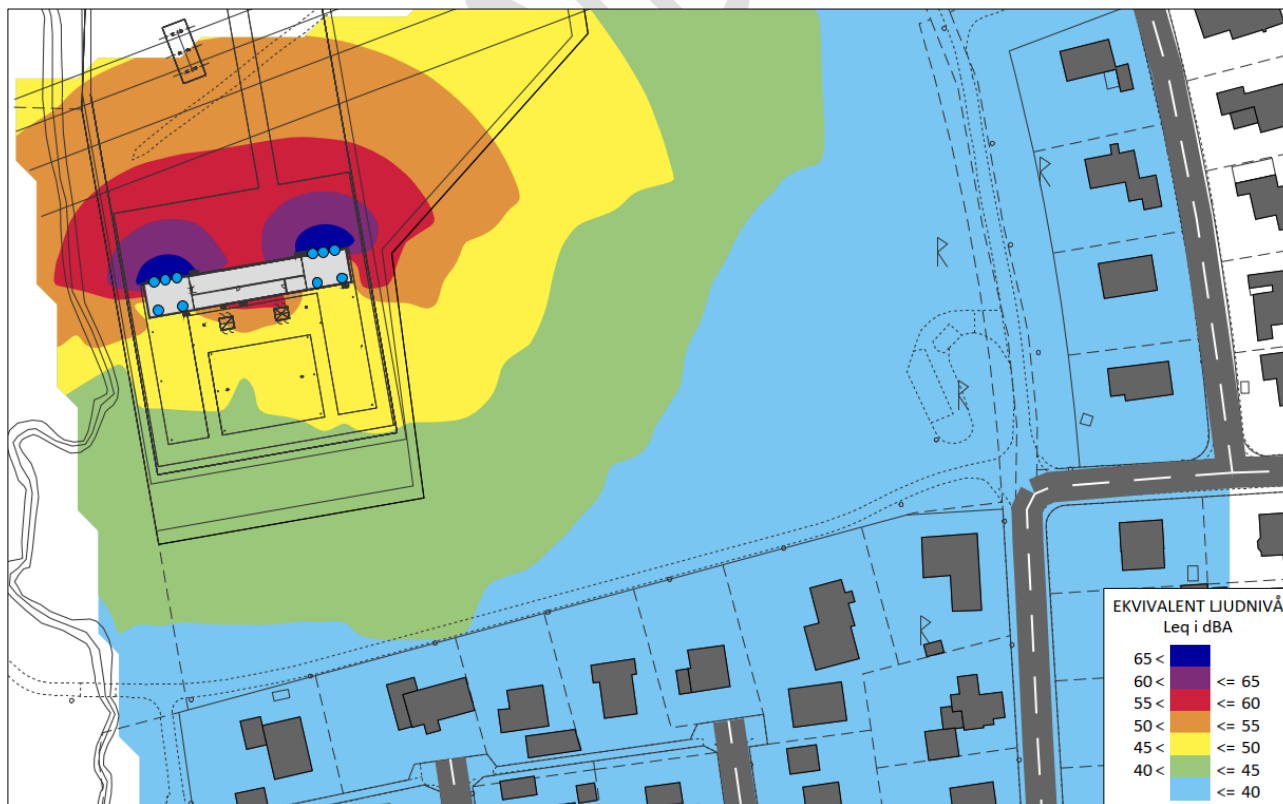 EKVIVALENT LJUDNIVÅ
Leq i dBA
65 <
60 < <= 65
55 < <= 60
50 < <= 55
45 < <= 50
40 < <= 45
<= 40